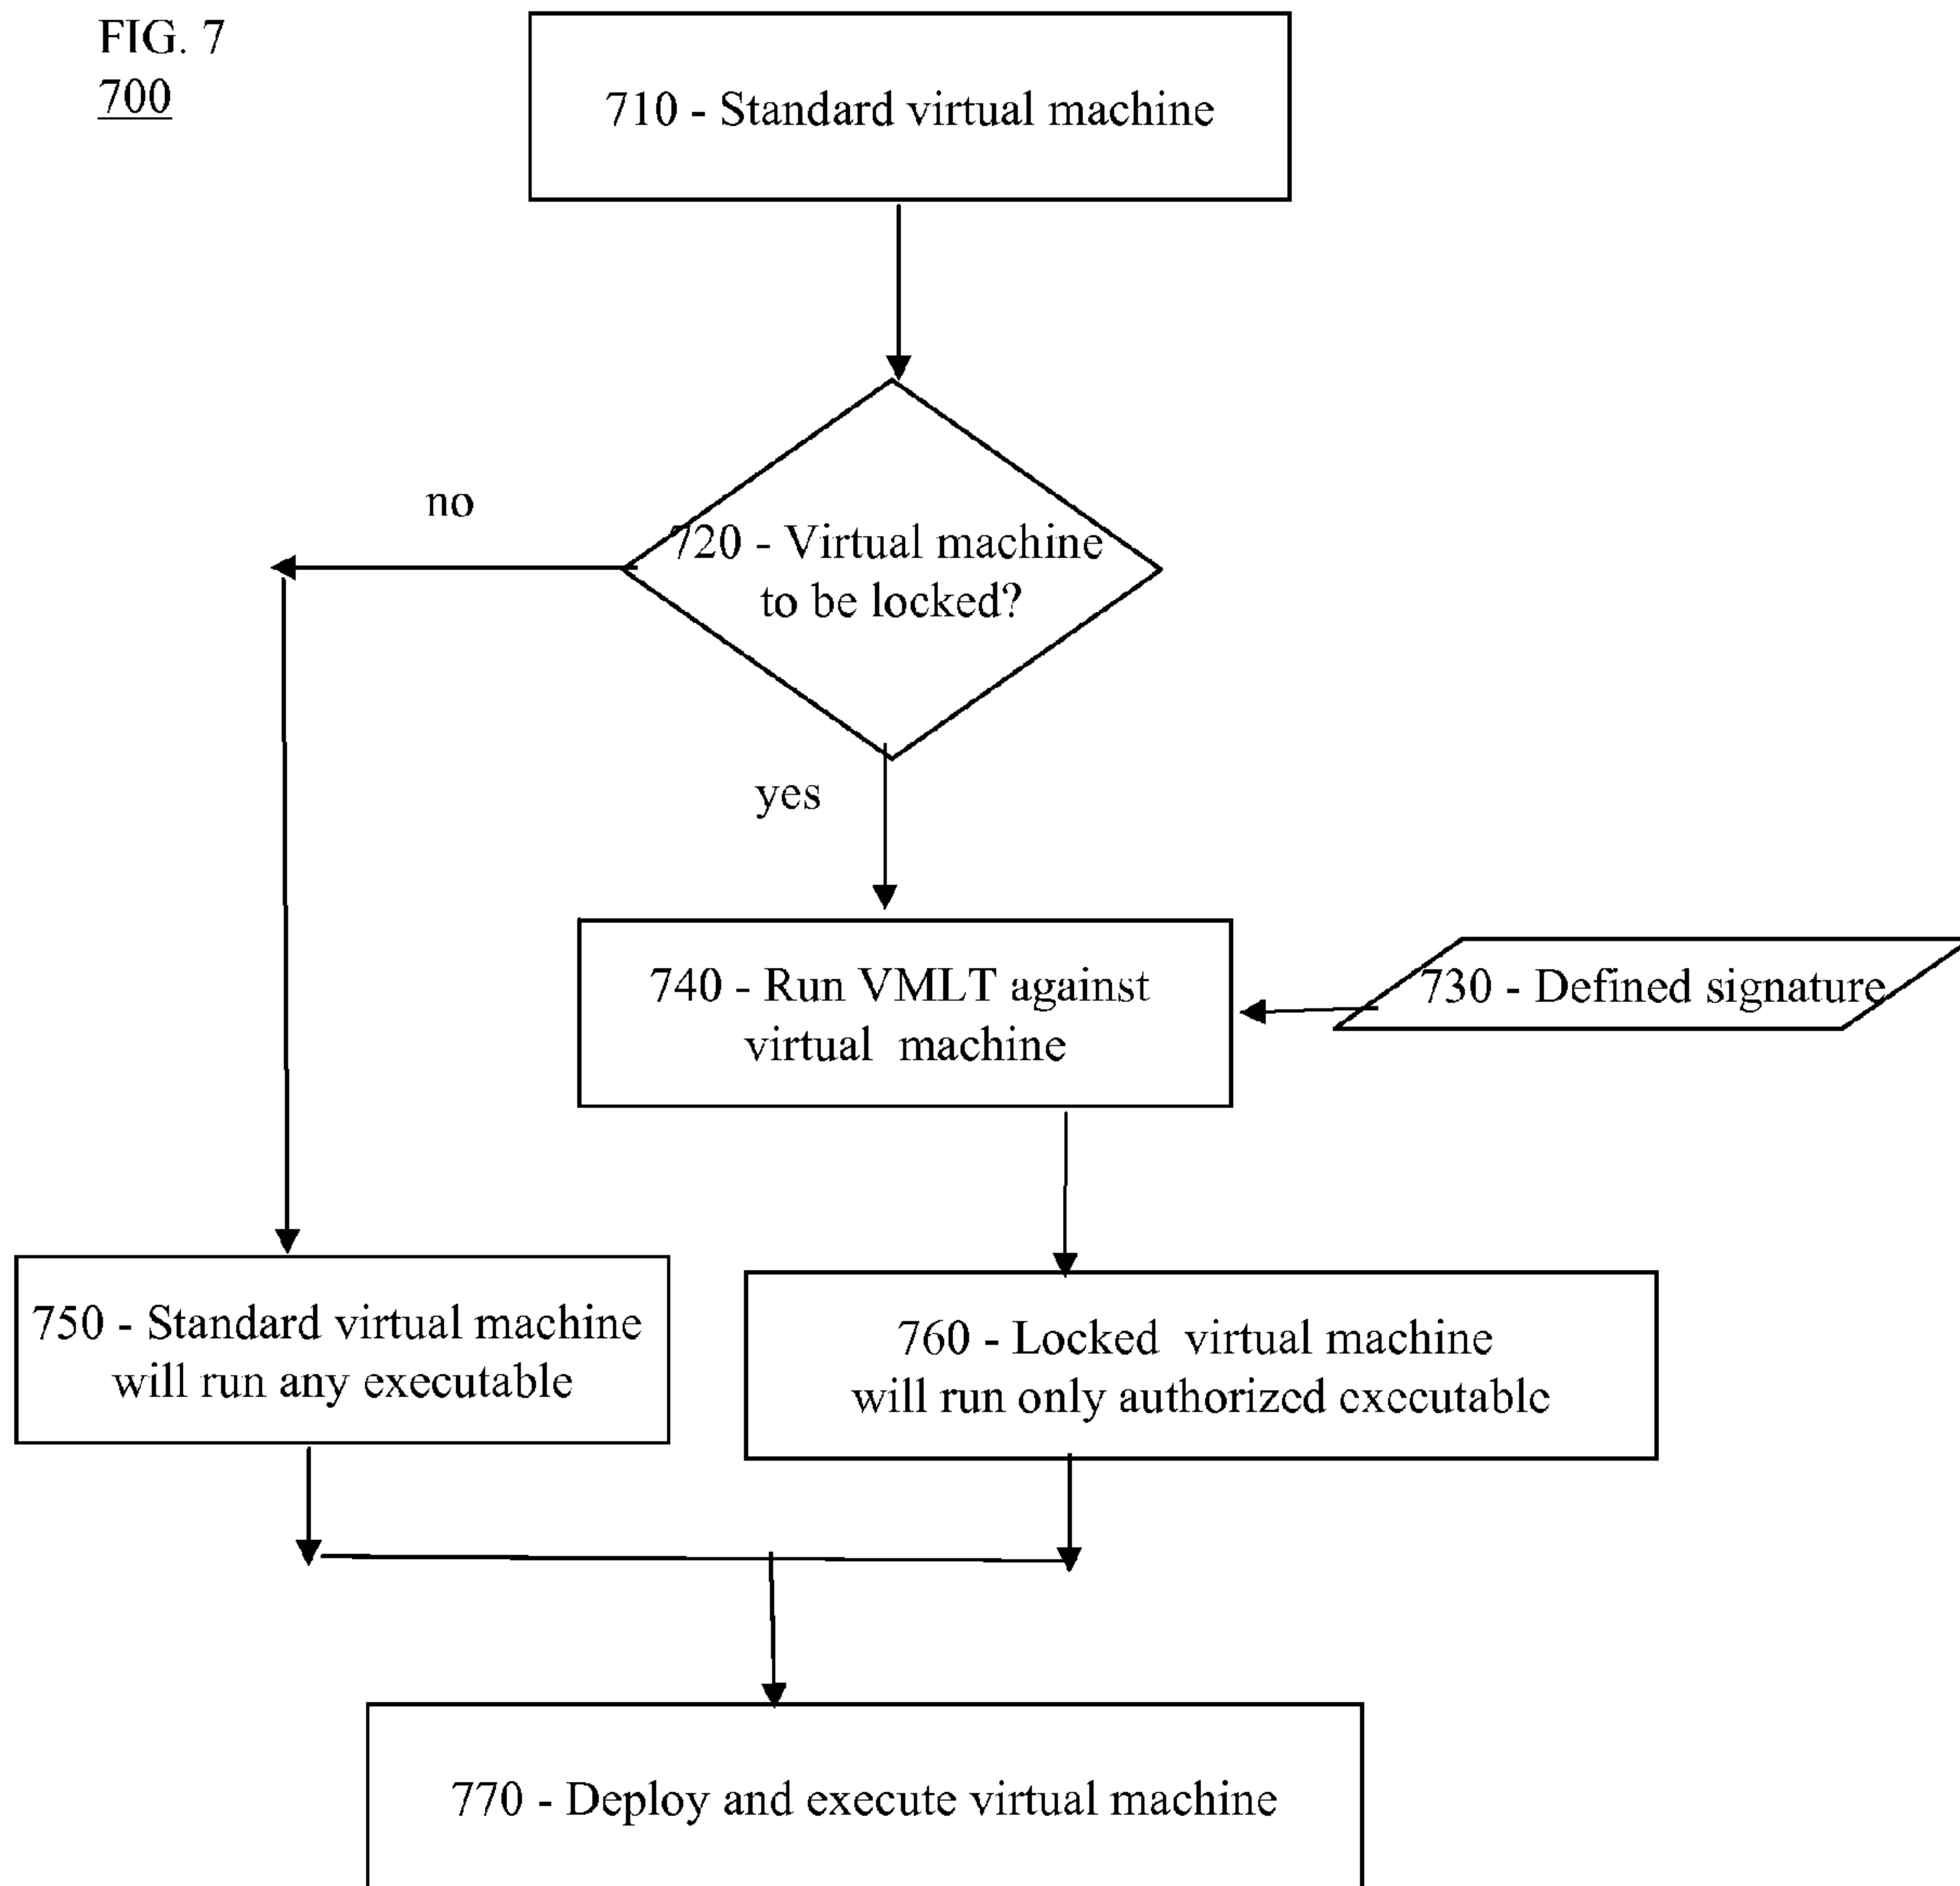 FIG. 7
700
710 - Standard virtual machine
no
720 - Virtual machine
to be locked?
yes
740 - Run VMLT against
virtual machine
730 - Defined signature
750 - Standard virtual machine
will run any executable
760 - Locked virtual machine
will run only authorized executable
770 - Deploy and execute virtual machine